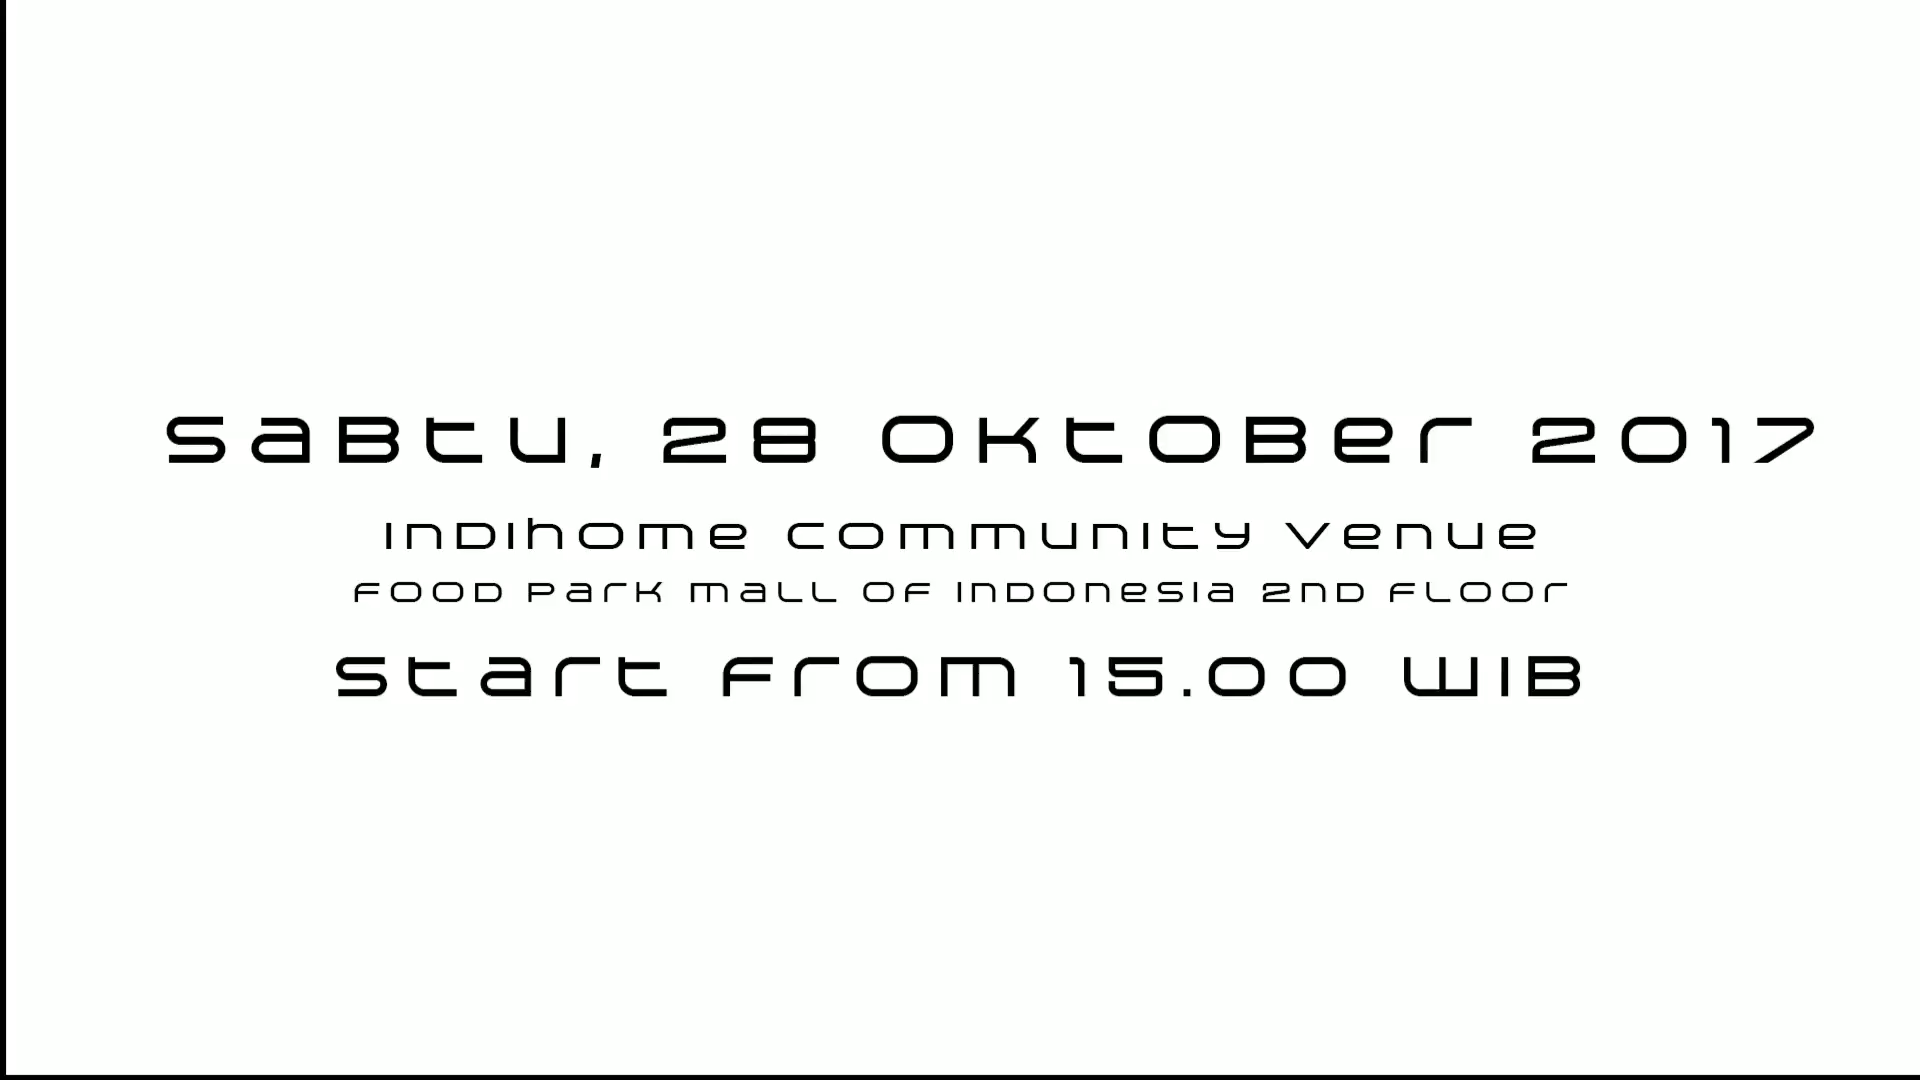 Sabtu, 28 Oktober 2017
Indihome Community Venue
Food Park Mall of Indonesia 2nd Floor
Start from 15.00 WIB